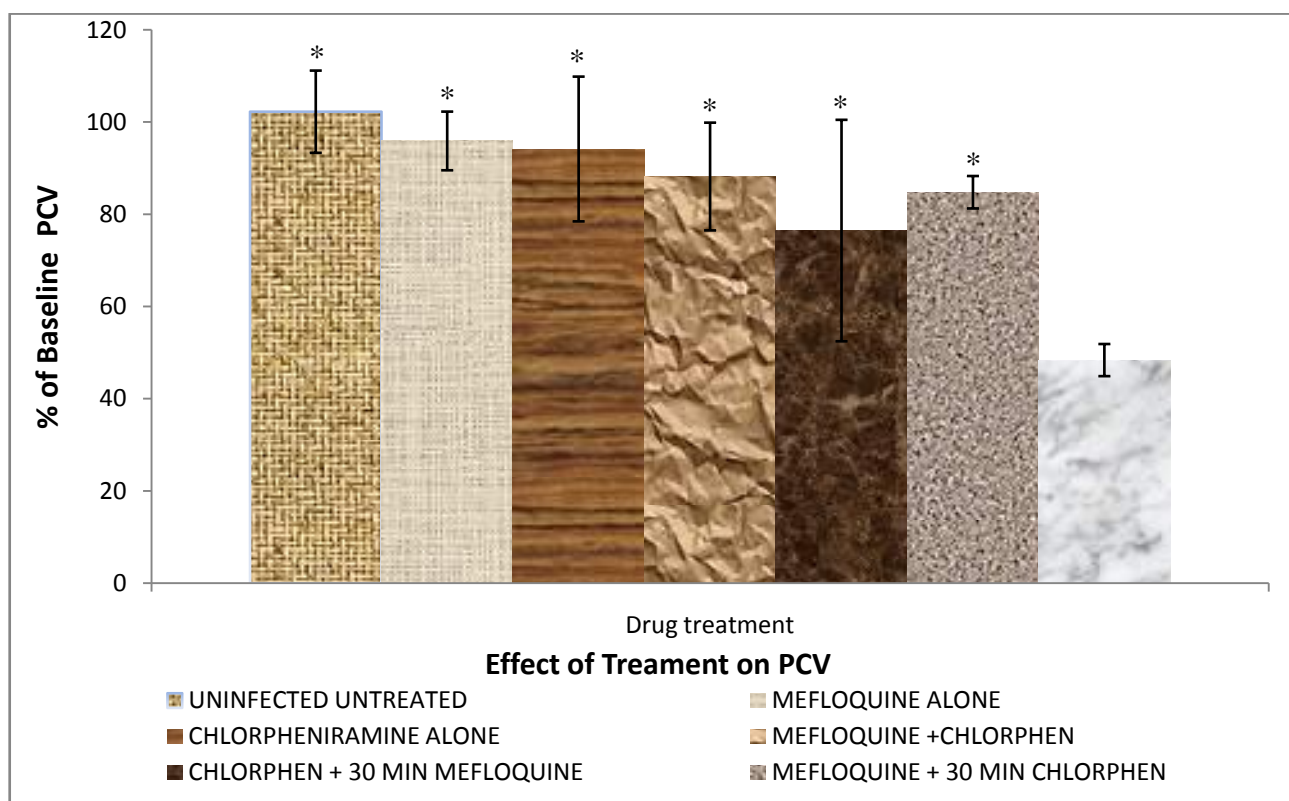 120
100
80
60
40
20
0
* * * * * *
% of Baseline PCV
Drug treatment
Effect of Treament on PCV
UNINFECTED UNTREATED
MEFLOQUINE ALONE
CHLORPHENIRAMINE ALONE
MEFLOQUINE +CHLORPHEN
CHLORPHEN + 30 MIN MEFLOQUINE
MEFLOQUINE + 30 MIN CHLORPHEN